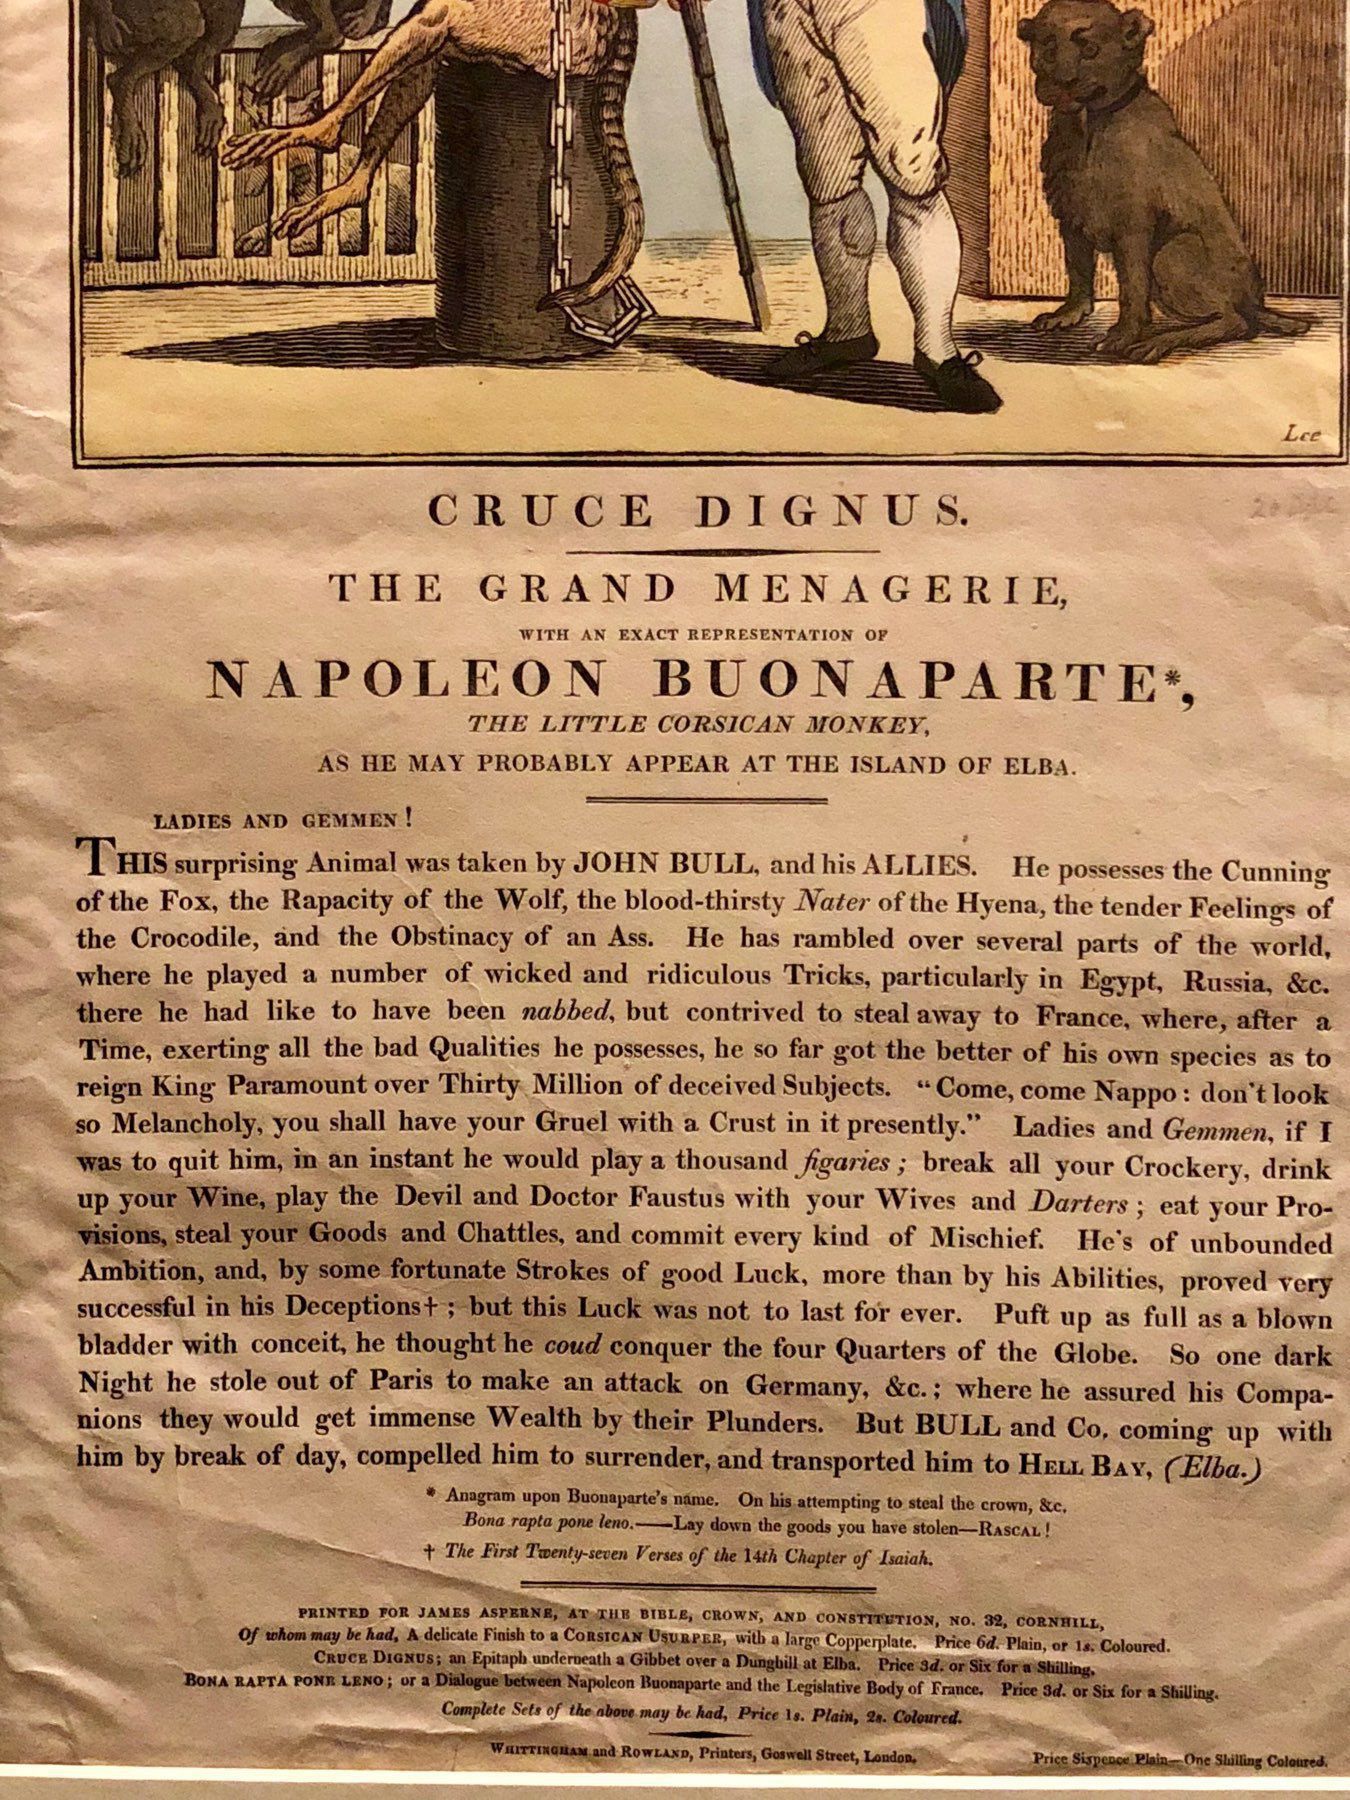 Lee
CRUCE DIGNUS.
THE GRAND MENAGERIE,
WITH AN EXACT REPRESENTATION OF
NAPOLEON BUONAPARTE*,
THE LITTLE CORSICAN MONKEY,
AS HE MAY PROBABLY APPEAR AT THE ISLAND OF ELBA.
LADIES AND GEMMEN!
THIS surprising Animal was taken by JOHN BULL, and his ALLIES. He possesses the Cunning
of the Fox, the Rapacity of the Wolf, the blood-thirsty Nater of the Hyena, the tender Feelings of
the Crocodile, and the Obstinacy of an Ass. He has rambled over several parts of the world,
where he played a number of wicked and ridiculous Tricks, particularly in Egypt, Russia, &c.
there he had like to have been nabbed, but contrived to steal away to France, where, after a
Time, exerting all the bad Qualities he possesses, he so far got the better of his own species as to
reign King Paramount over Thirty Million of deceived Subjects. "Come, come Nappo: don't look
so Melancholy, you shall have your Gruel with a Crust in it presently." Ladies and Gemmen, if I
was to quit him, in an instant he would play a thousand figaries; break all your Crockery, drink
up your Wine, play the Devil and Doctor Faustus with your Wives and Darters; eat your Pro-
visions, steal your Goods and Chattles, and commit every kind of Mischief. He's of unbounded
Ambition, and, by some fortunate Strokes of good Luck, more than by his Abilities, proved very
successful in his Deceptions†; but this Luck was not to last for ever. Puft up as full as a blown
bladder with conceit, he thought he coud conquer the four Quarters of the Globe. So one dark
Night he stole out of Paris to make an attack on Germany, &c.; where he assured his Compa-
nions they would get immense Wealth by their Plunders. But BULL and Co. coming up with
him by break of day, compelled him to surrender, and transported him to HELL BAY, (Elba.)
* Anagram upon Buonaparte's name. On his attempting to steal the crown, &c.
Bona rapta pone leno.——Lay down the goods you have stolen—RASCAL!
† The First Twenty-seven Verses of the 14th Chapter of Isaiah.
PRINTED FOR JAMES ASPERNE, AT THE BIBLE, CROWN, AND CONSTITUTION, NO. 32, CORNHILL,
Of whom may be had, A delicate Finish to a CORSICAN USURPER, with a large Copperplate. Price 6d. Plain, or 1s. Coloured.
CRUCE DIGNUS; an Epitaph underneath a Gibbet over a Dunghill at Elba. Price 3d. or Six for a Shilling.
BONA RAPTA PONE LENO; or a Dialogue between Napoleon Buonaparte and the Legislative Body of France. Price 3d. or Six for a Shilling.
Complete Sets of the above may be had, Price 1s. Plain, 2s. Coloured.
WHITTINGHAM and ROWLAND, Printers, Goswell Street, London.
Price Sixpence Plain—One Shilling Coloured.